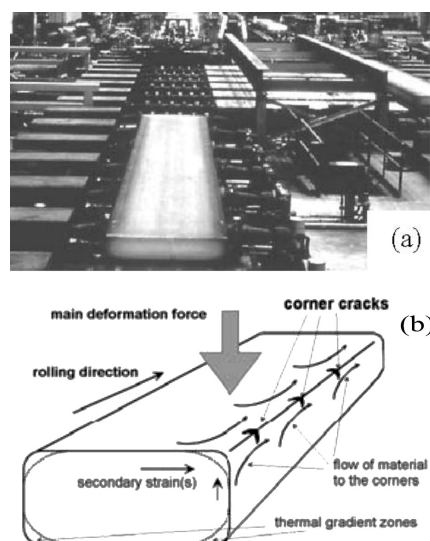 (a)
corner cracks
(b)
main deformation force
rolling direction
secondary strain(s)
flow of material
to the corners
thermal gradient zones